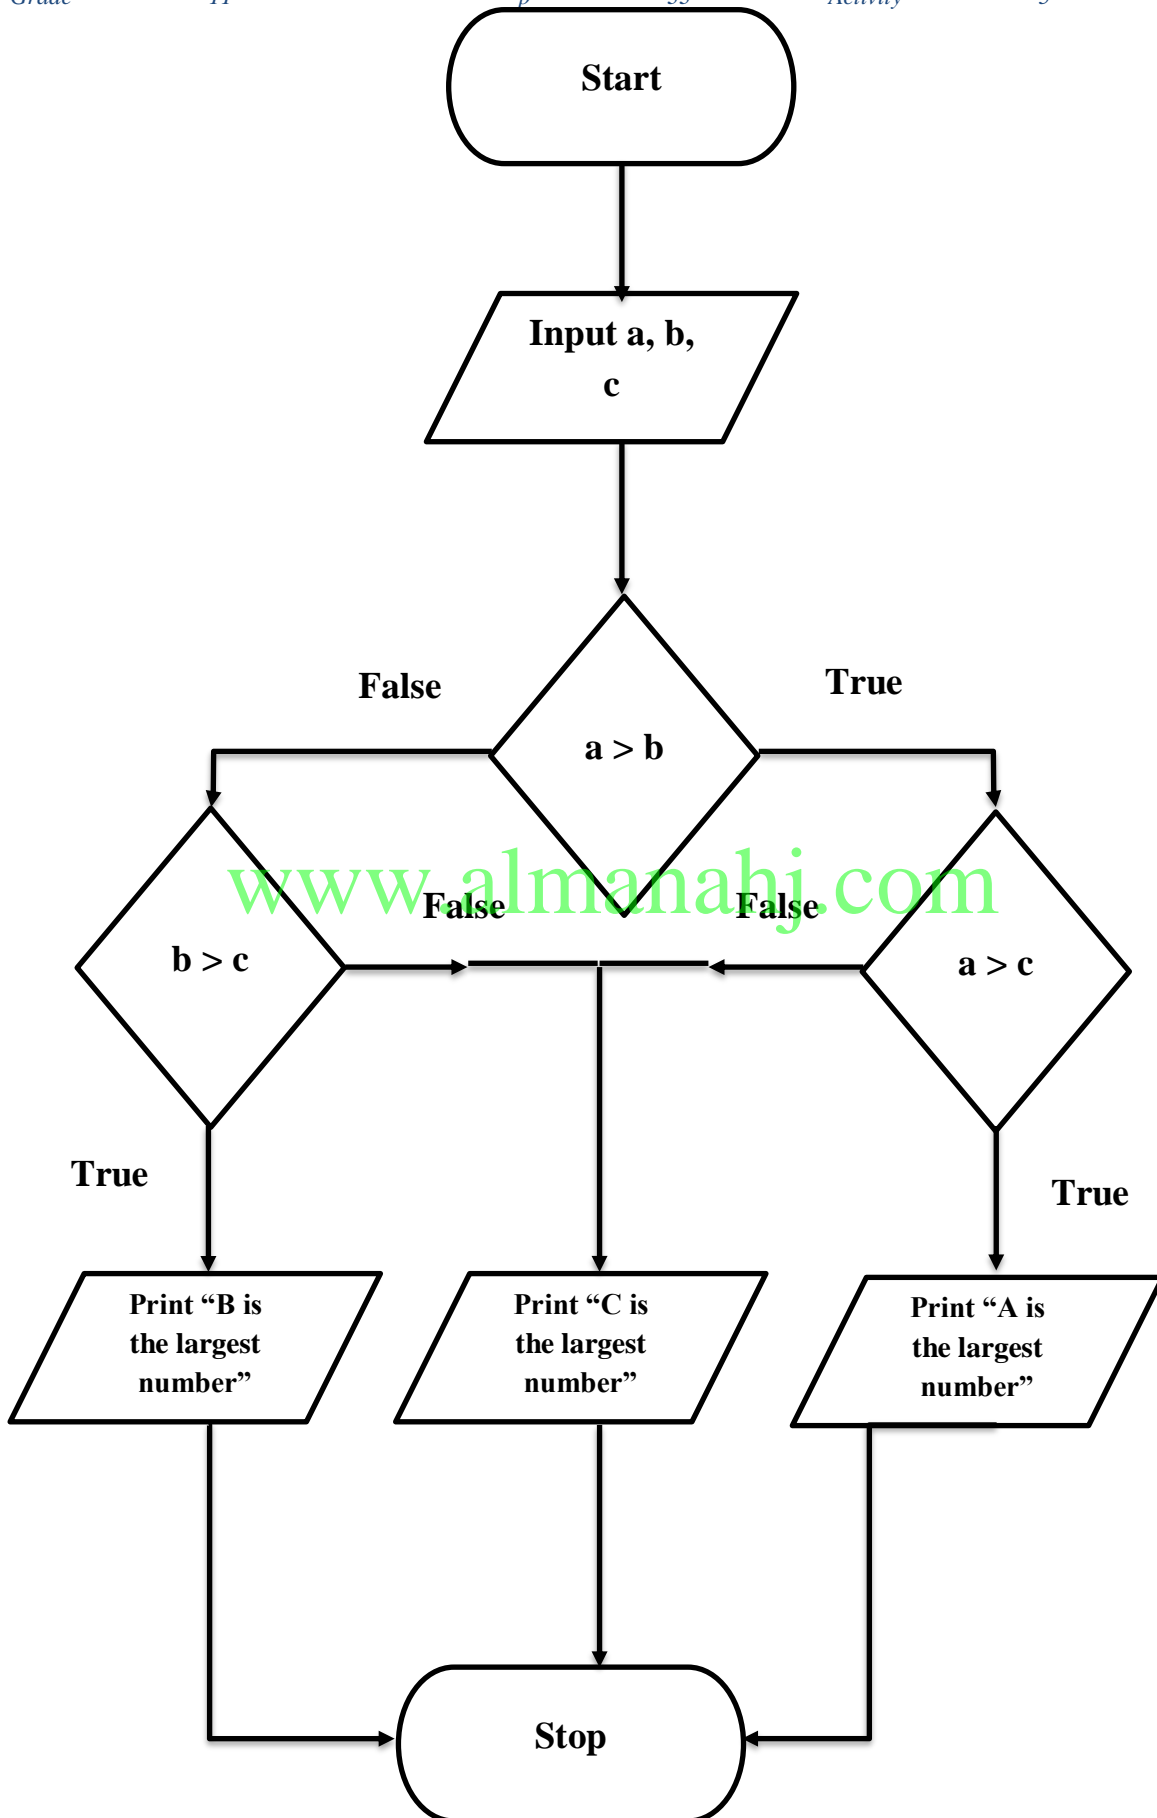 Start
Input a, b,
c
False
True
a > b
www.almanahj.com
False
False
b > c
a > c
True
True
Print “B is
the largest
number”
Print “C is
the largest
number”
Print “A is
the largest
number”
Stop